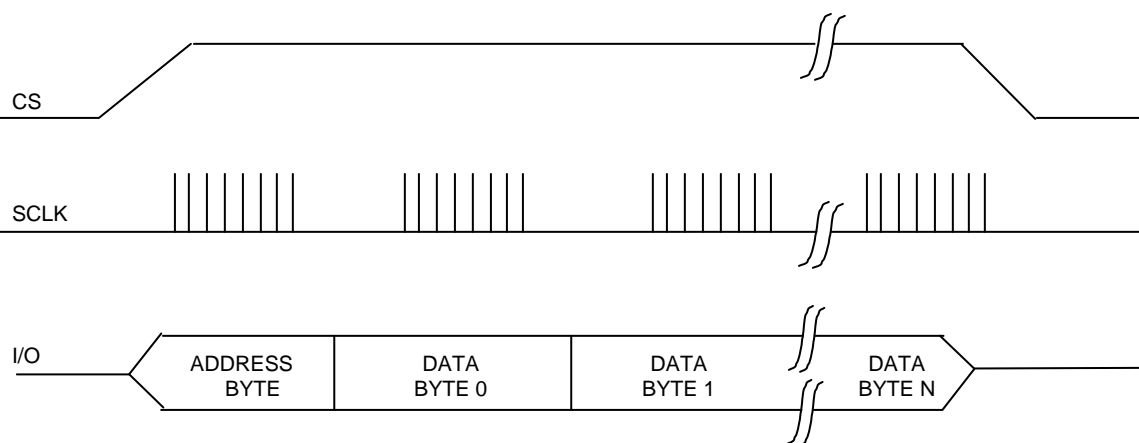 CS
SCLK
I/O
ADDRESS
BYTE
DATA
BYTE 0
DATA
BYTE 1
DATA
BYTE N